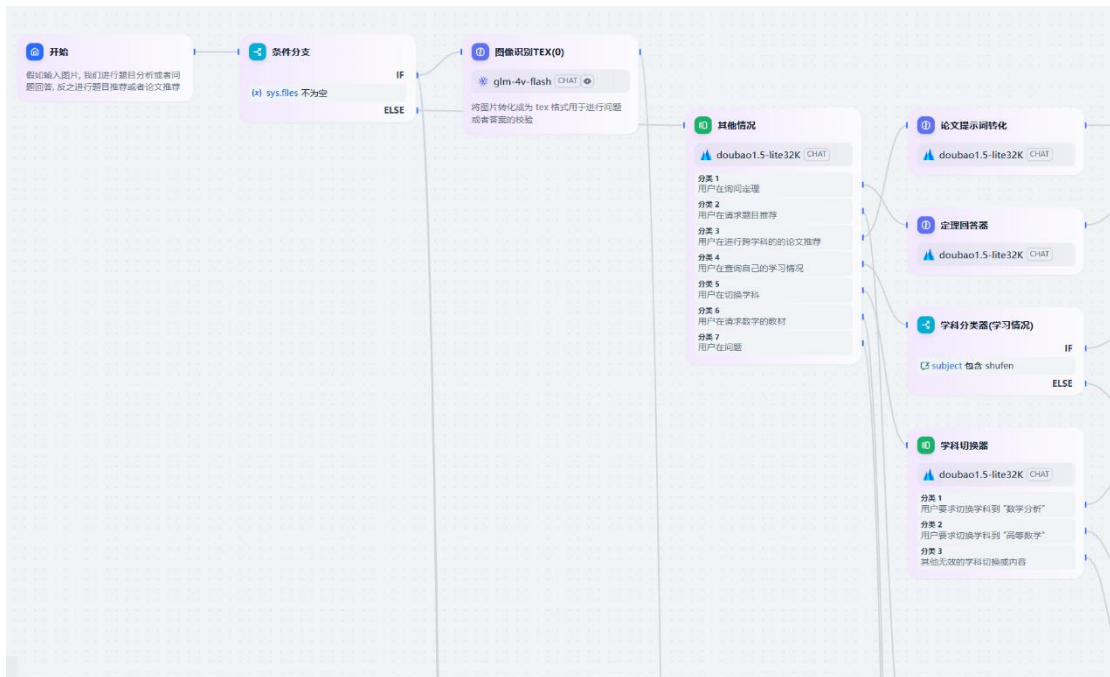 开始
假如输入图片, 我们进行题目分析或者问
题回答, 反之进行题目推荐或者论文推荐
条件分支
IF
{x} sys.files 不为空
ELSE
图像识别TEX(0)
glm-4v-flash CHAT
将图片转化成为 tex 格式用于进行问题
或者答案的校验
其他情况
doubao1.5-lite32K CHAT
分类 1
用户在询问定理
分类 2
用户在请求题目推荐
分类 3
用户在进行跨学科的的论文推荐
分类 4
用户在查询自己的学习情况
分类 5
用户在切换学科
分类 6
用户在请求数学的教材
分类 7
用户在问题
论文提示词转化
doubao1.5-lite32K CHAT
定理回答器
doubao1.5-lite32K CHAT
学科分类器(学习情况)
IF
subject 包含 shufen
ELSE
学科切换器
doubao1.5-lite32K CHAT
分类 1
用户要求切换学科到 "数学分析"
分类 2
用户要求切换学科到 "高等数学"
分类 3
其他无效的学科切换或内容